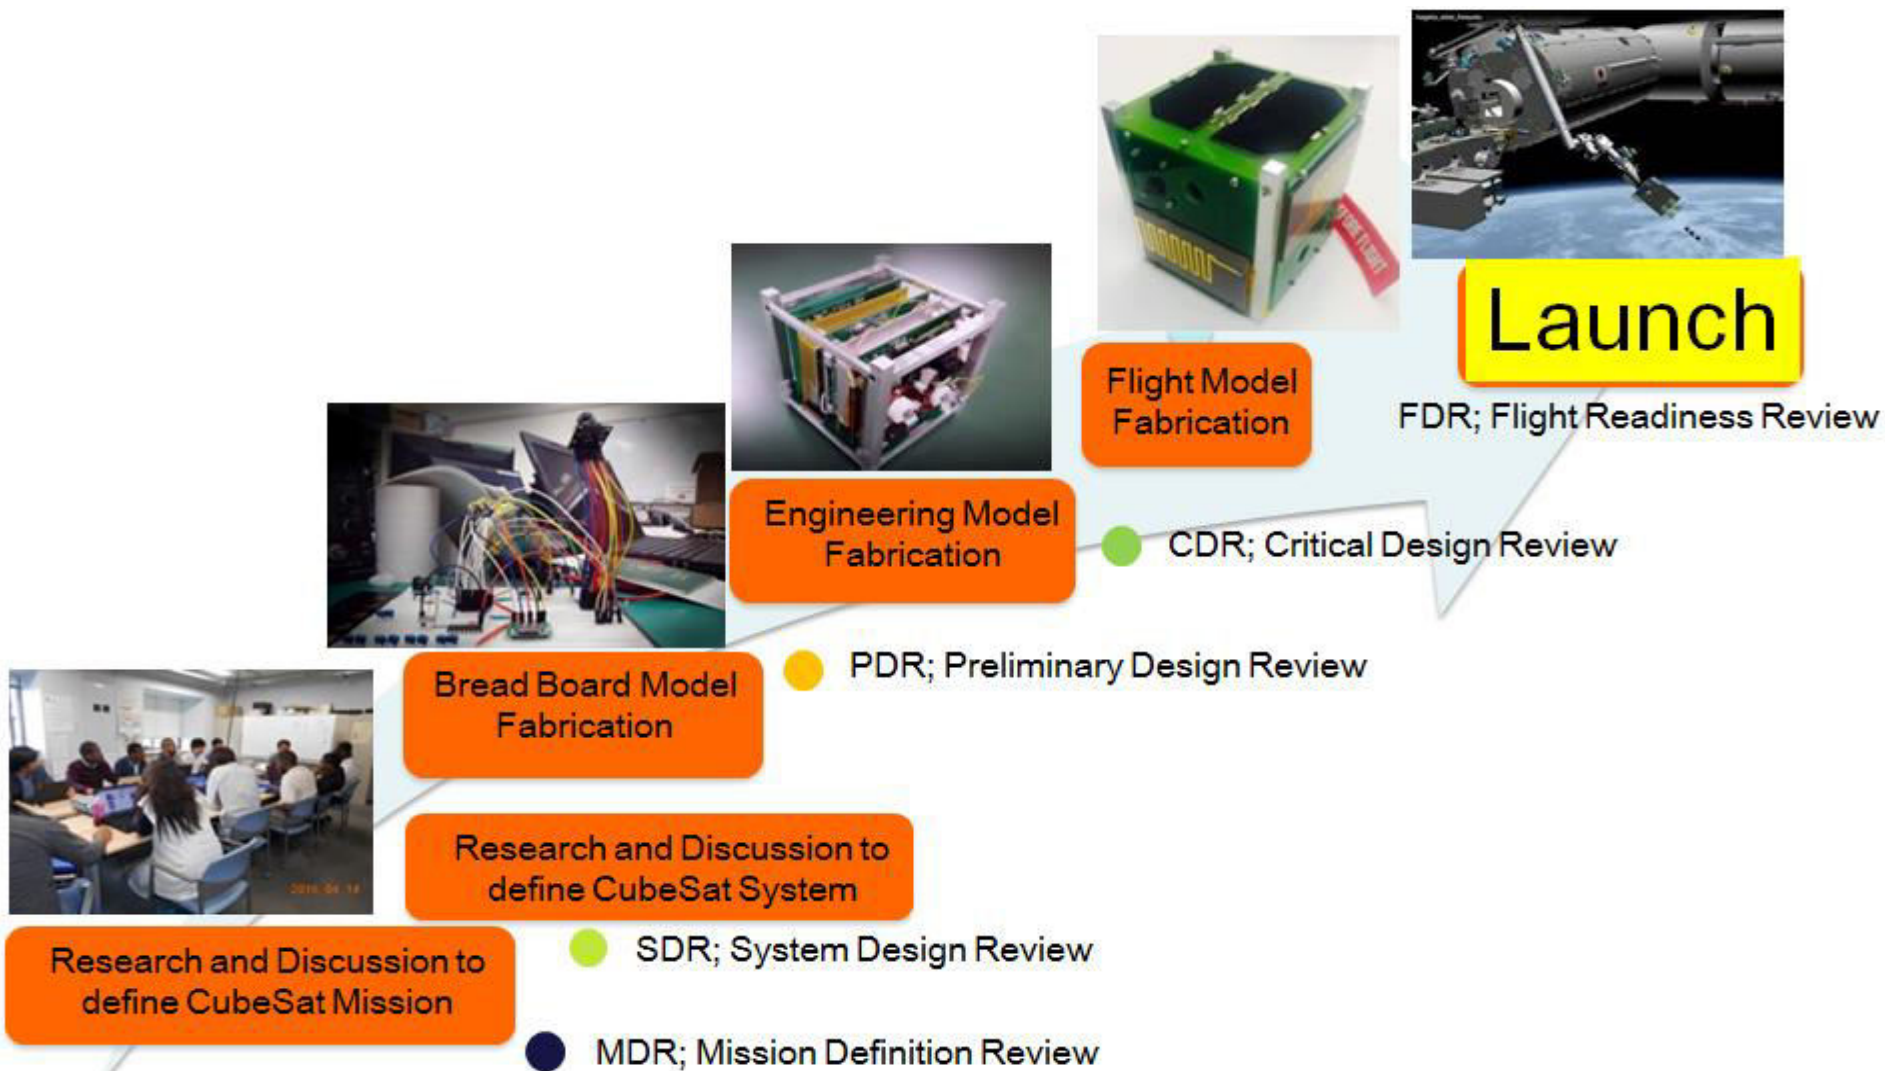 Launch
Flight Model
Fabrication
FDR; Flight Readiness Review
Engineering Model
Fabrication
CDR; Critical Design Review
Bread Board Model
Fabrication
PDR; Preliminary Design Review
Research and Discussion to
define CubeSat System
SDR; System Design Review
Research and Discussion to
define CubeSat Mission
MDR; Mission Definition Review